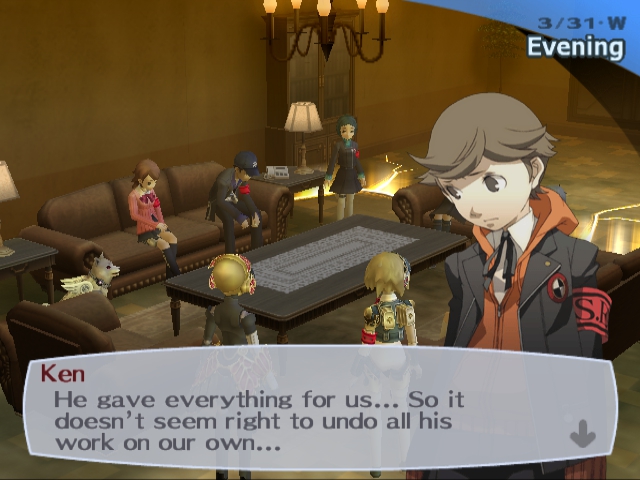 3/31·W
Evening
S.
Ken
He gave everything for us... So it
doesn't seem right to undo all his
work on our own...